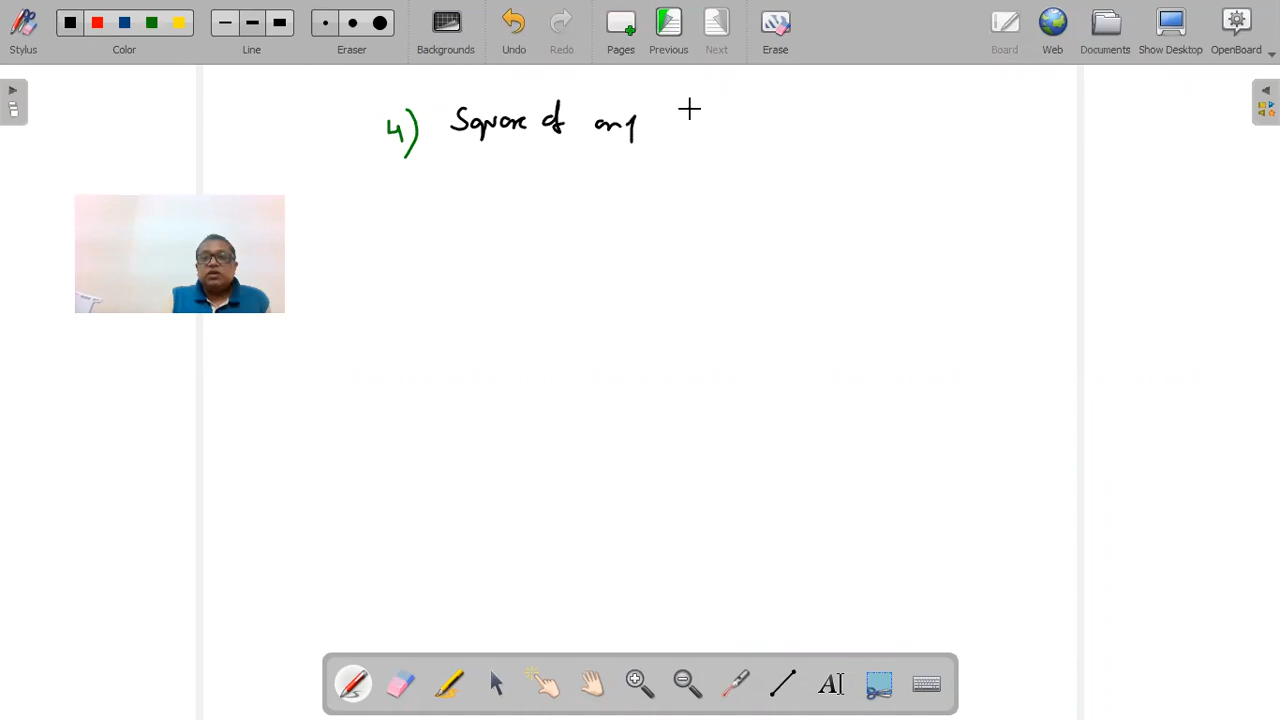 Stylus Color Line Eraser Backgrounds Undo Redo Pages Previous Next Erase Board Web Documents Show Desktop OpenBoard
4) Square of any